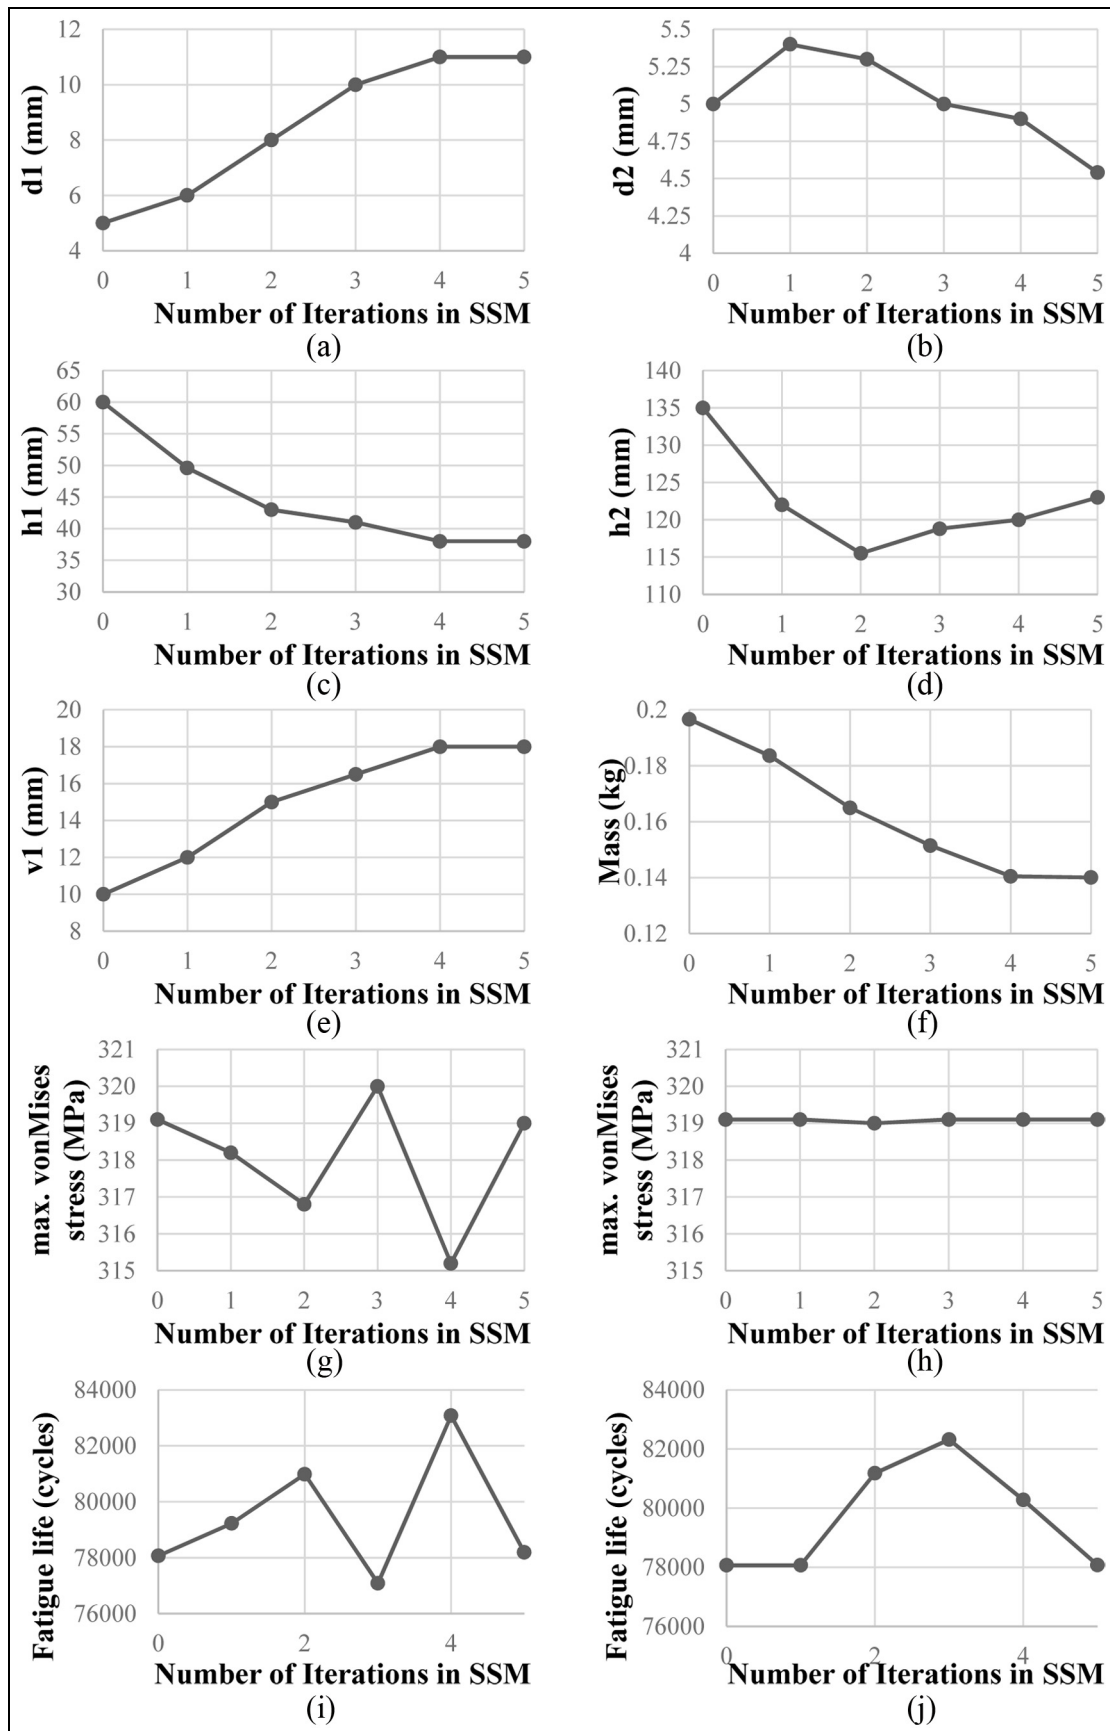 d1 (mm)
12
10
8
6
4
0 1 2 3 4 5
Number of Iterations in SSM
(a)
d2 (mm)
5.5
5.25
5
4.75
4.5
4.25
4
0 1 2 3 4 5
Number of Iterations in SSM
(b)
h1 (mm)
65
60
55
50
45
40
35
30
0 1 2 3 4 5
Number of Iterations in SSM
(c)
h2 (mm)
140
135
130
125
120
115
110
0 1 2 3 4 5
Number of Iterations in SSM
(d)
v1 (mm)
20
18
16
14
12
10
8
0 1 2 3 4 5
Number of Iterations in SSM
(e)
Mass (kg)
0.2
0.18
0.16
0.14
0.12
0 1 2 3 4 5
Number of Iterations in SSM
(f)
max. vonMises
stress (MPa)
321
320
319
318
317
316
315
0 1 2 3 4 5
Number of Iterations in SSM
(g)
max. vonMises
stress (MPa)
321
320
319
318
317
316
315
0 1 2 3 4 5
Number of Iterations in SSM
(h)
Fatigue life (cycles)
84000
82000
80000
78000
76000
0 2 4
Number of Iterations in SSM
(i)
Fatigue life (cycles)
84000
82000
80000
78000
76000
0 2 4
Number of Iterations in SSM
(j)